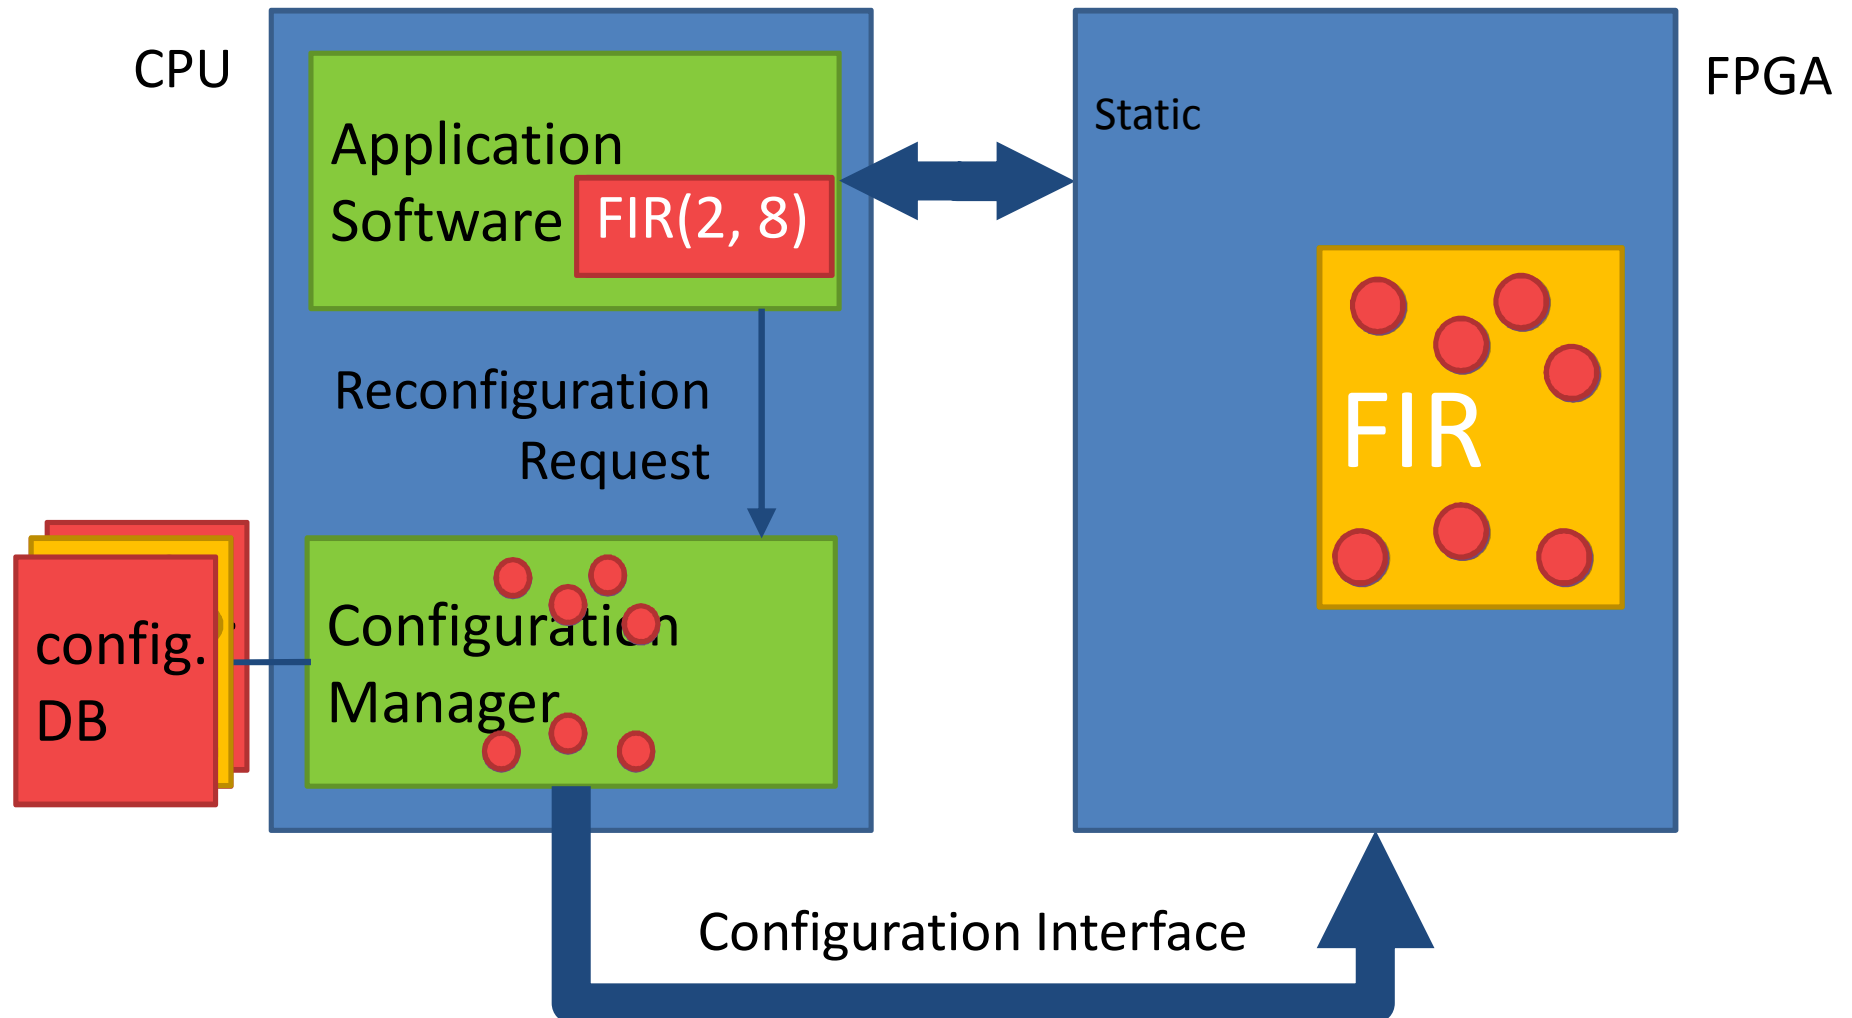 CPU
FPGA
Application
Software
FIR(2, 8)
Static
Reconfiguration
Request
FIR
config.
DB
Configuration
Manager
Configuration Interface